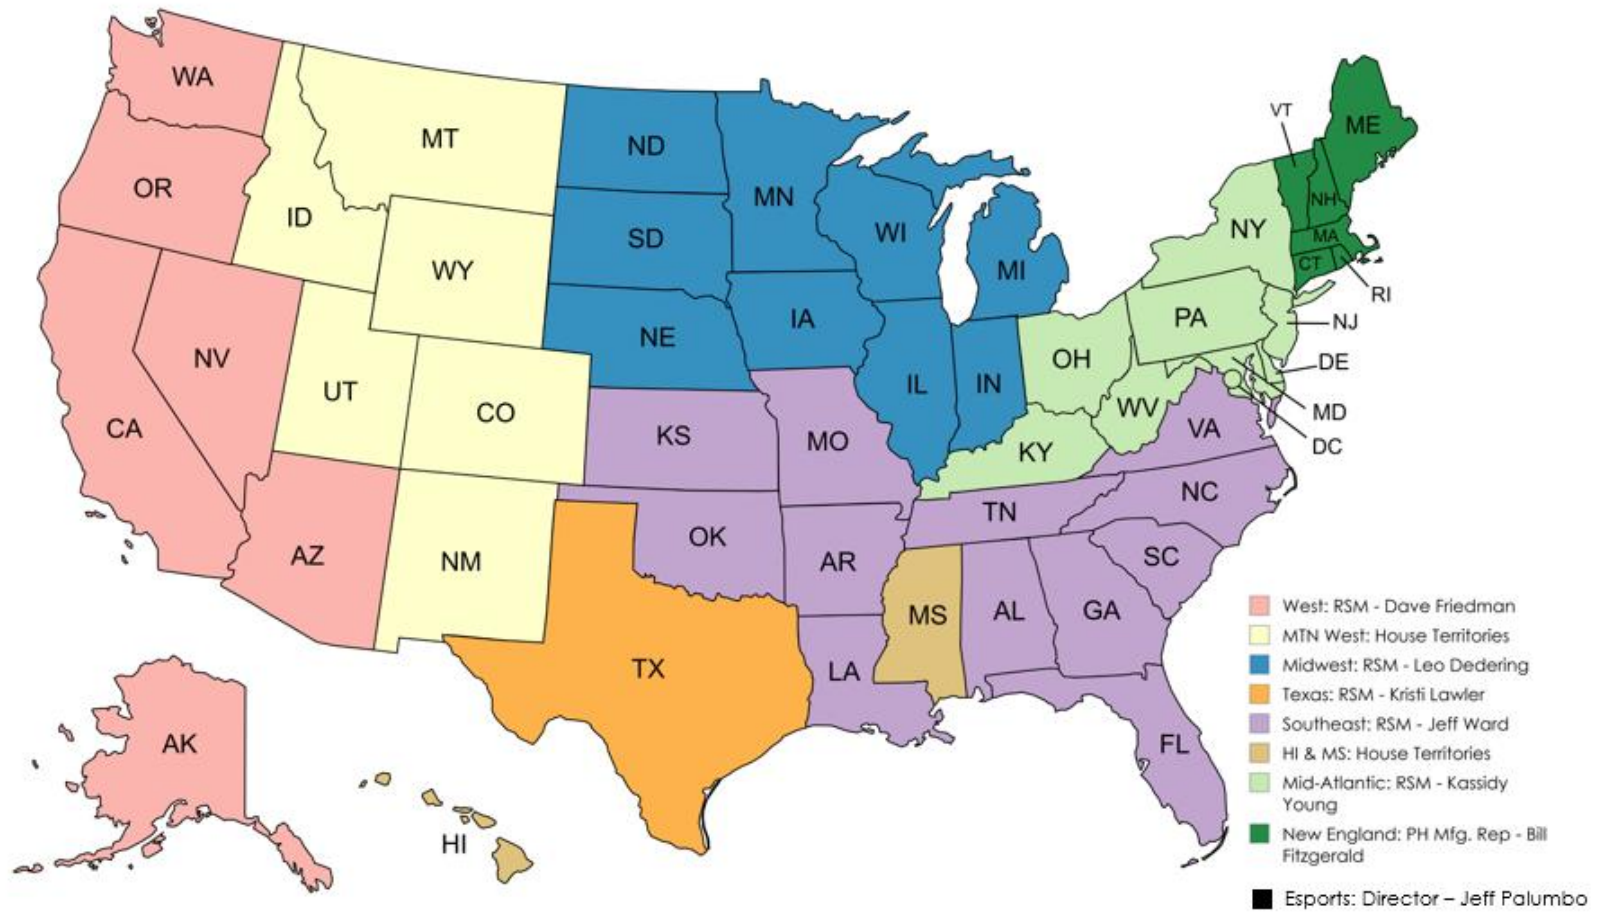 WA
OR
CA
NV
ID
MT
WY
UT
CO
AZ
NM
ND
SD
NE
KS
OK
TX
MN
IA
MO
AR
LA
WI
IL
MI
IN
OH
KY
TN
MS
AL
GA
FL
SC
NC
VA
WV
PA
NY
VT
ME
NH
MA
CT
RI
NJ
DE
MD
DC
AK
HI
West: RSM - Dave Friedman
MTN West: House Territories
Midwest: RSM - Leo Dedering
Texas: RSM - Kristi Lawler
Southeast: RSM - Jeff Ward
HI & MS: House Territories
Mid-Atlantic: RSM - Kassidy
Young
New England: PH Mfg. Rep - Bill
Fitzgerald
Esports: Director – Jeff Palumbo